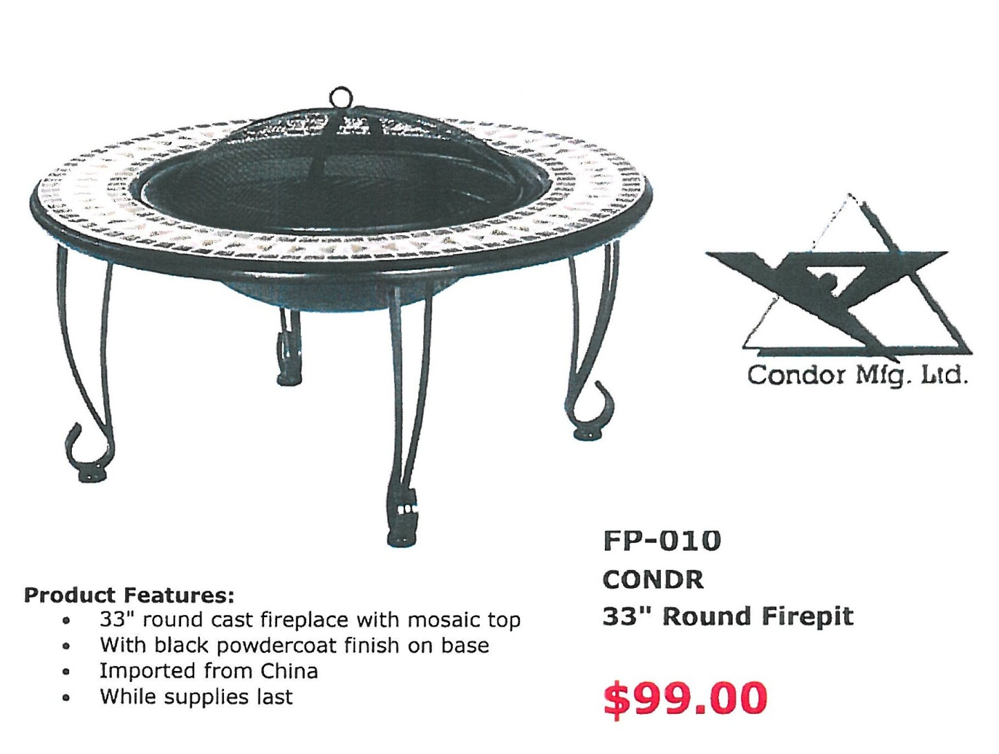 Condor Mfg. Ltd.
FP-010
CONDR
33" Round Firepit
$99.00
Product Features:
• 33" round cast fireplace with mosaic top
• With black powdercoat finish on base
• Imported from China
• While supplies last